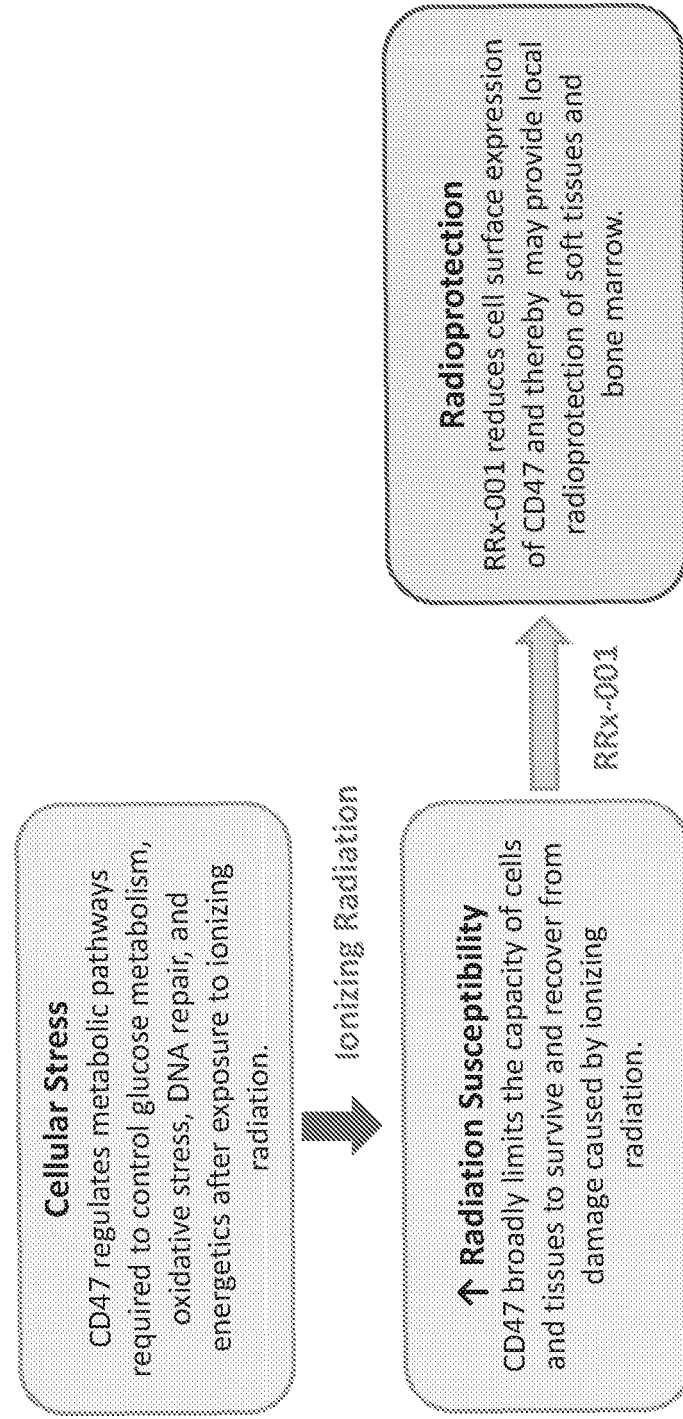 Cellular Stress
CD47 regulates metabolic pathways
required to control glucose metabolism,
oxidative stress, DNA repair, and
energetics after exposure to ionizing
radiation.
Ionizing Radiation
↑ Radiation Susceptibility
CD47 broadly limits the capacity of cells
and tissues to survive and recover from
damage caused by ionizing
radiation.
RRx-001
Radioprotection
RRx-001 reduces cell surface expression
of CD47 and thereby may provide local
radioprotection of soft tissues and
bone marrow.